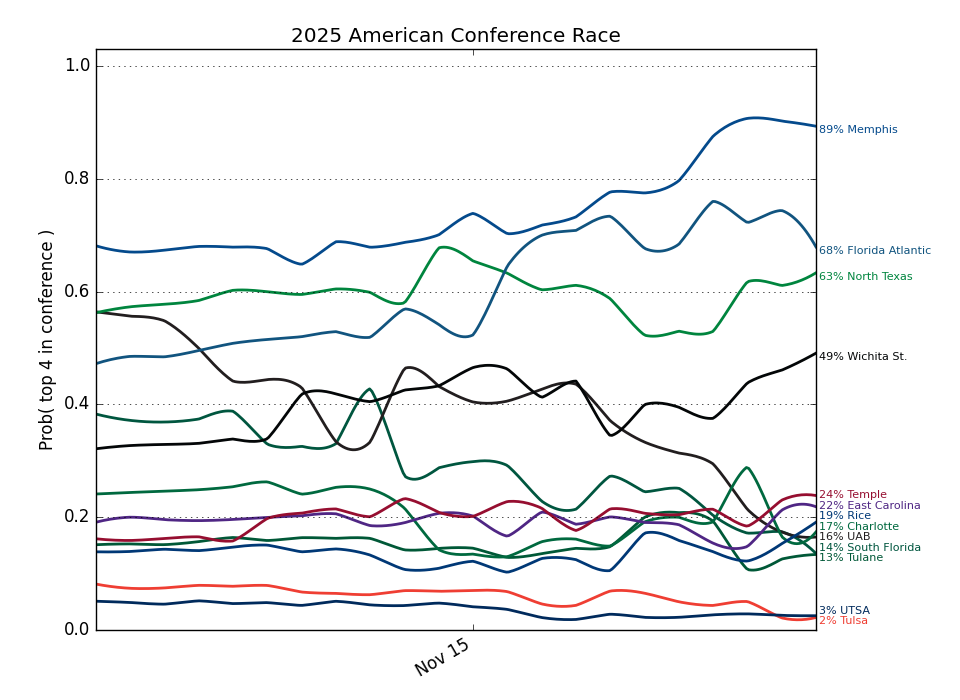 2025 American Conference Race
1.0
0.8
0.6
0.4
0.2
0.0
Prob( top 4 in conference )
Nov 15
89% Memphis
68% Florida Atlantic
63% North Texas
49% Wichita St.
24% Temple
22% East Carolina
19% Rice
17% Charlotte
16% UAB
14% South Florida
13% Tulane
3% UTSA
2% Tulsa